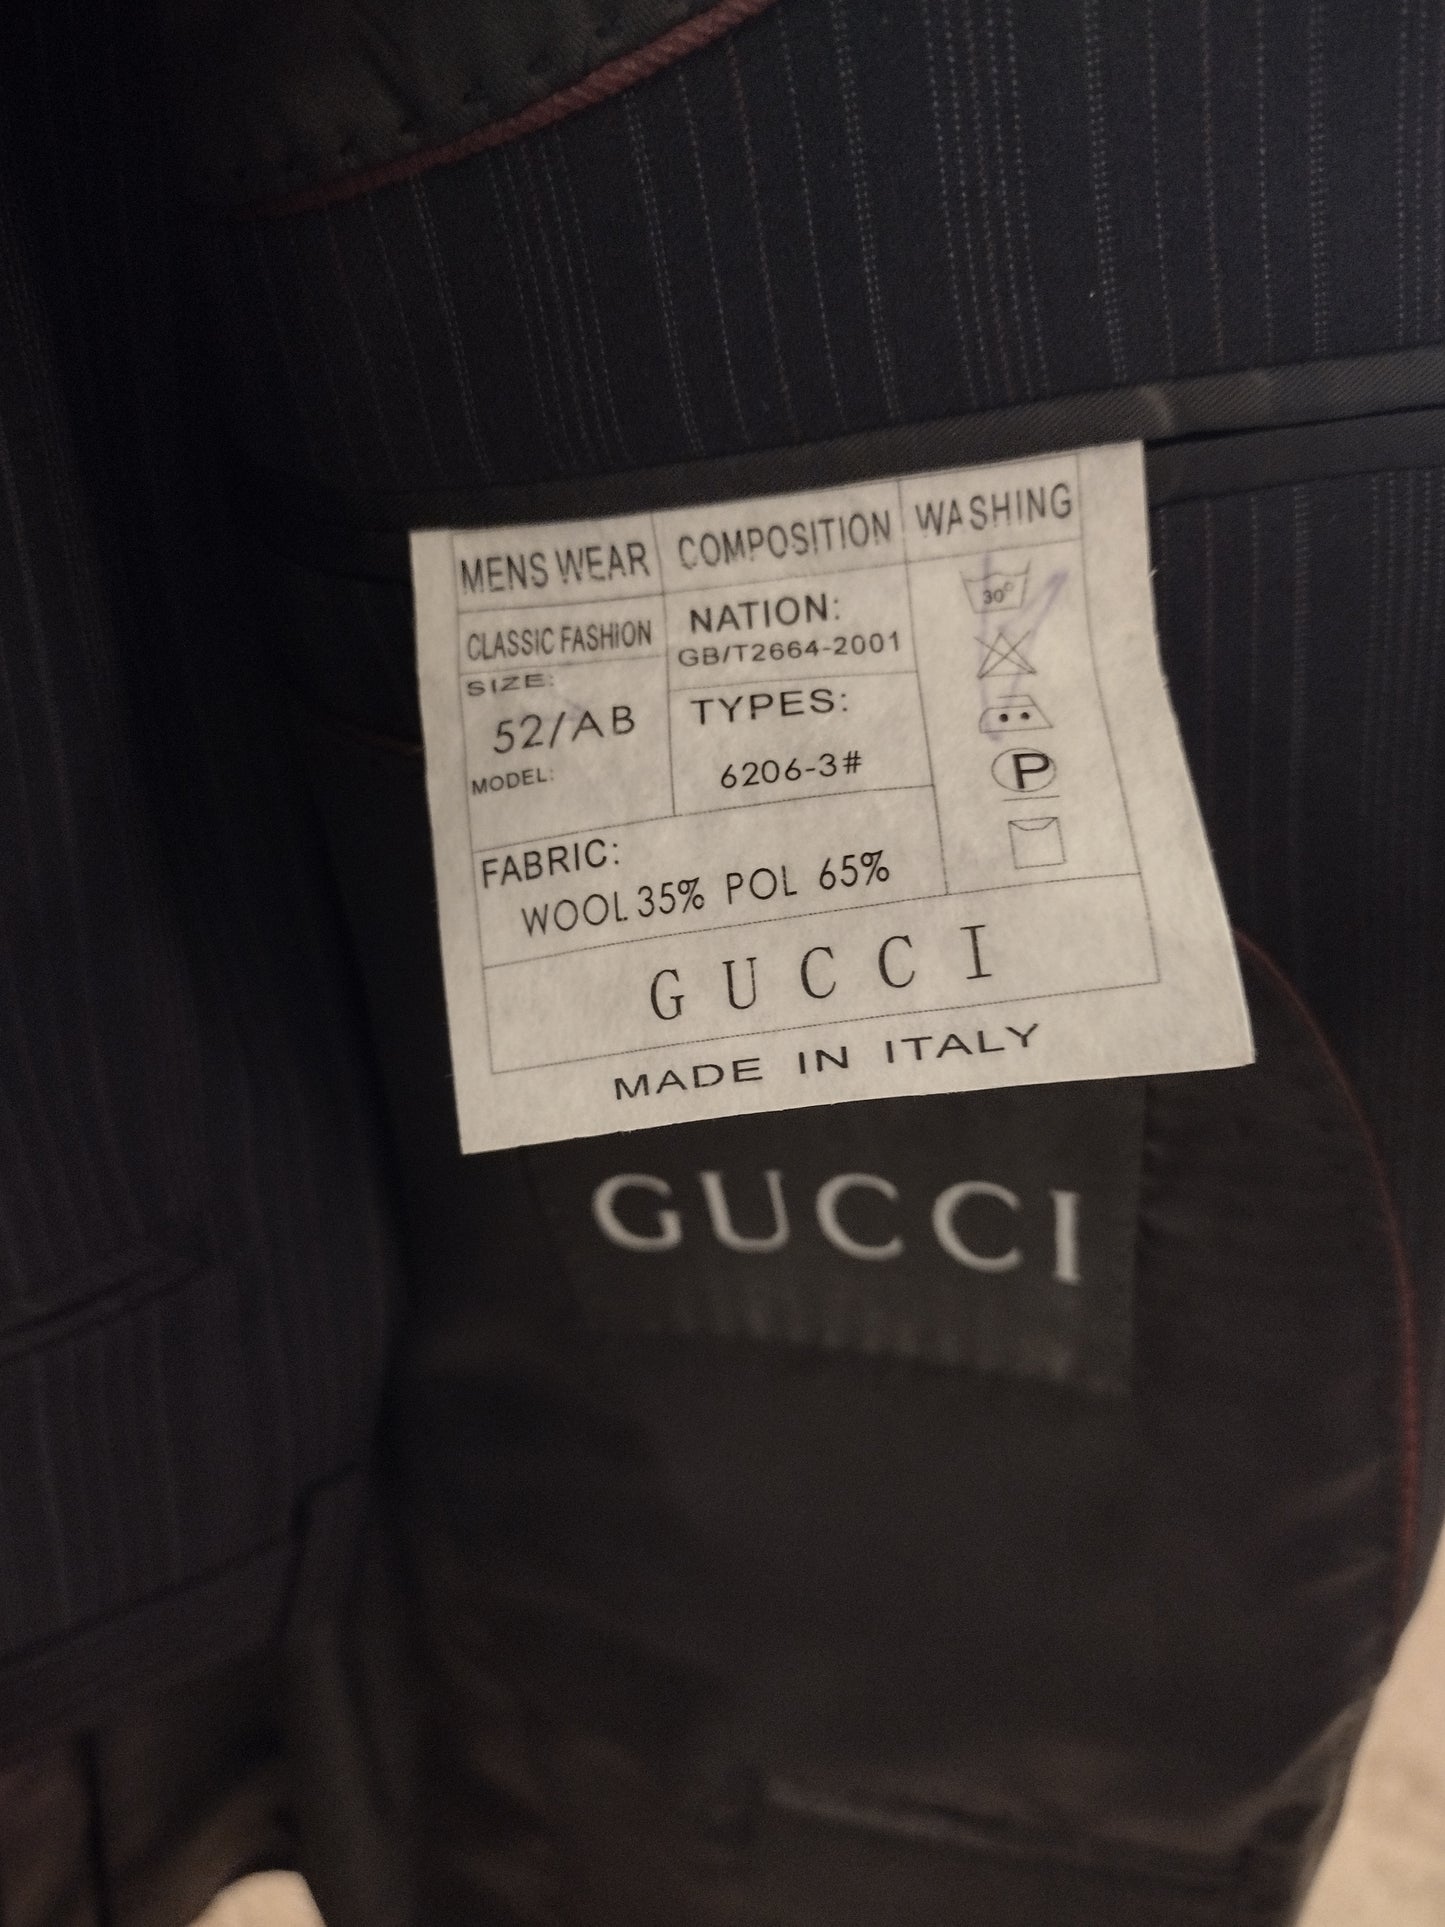 MENS WEAR COMPOSITION WASHING
CLASSIC FASHION
NATION:
GB/T2664-2001
30°
SIZE:
52/AB
TYPES:
6206-3#
MODEL:
P
FABRIC:
WOOL 35% POL 65%
GUCCI
MADE IN ITALY
GUCCI